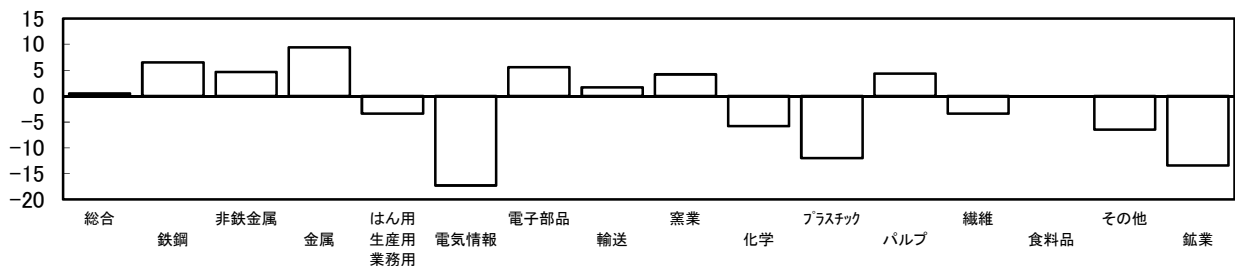 15
10
5
0
-5
-10
-15
-20
総合
鉄鋼
非鉄金属
金属
はん用
生産用
業務用
電気情報
電子部品
輸送
窯業
化学
プラスチック
パルプ
繊維
食料品
その他
鉱業